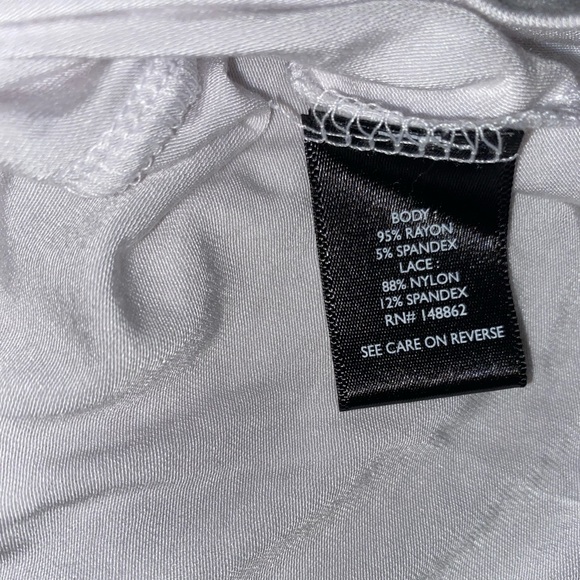 BODY :
95% RAYON
5% SPANDEX
LACE :
88% NYLON
12% SPANDEX
RN# 148862
SEE CARE ON REVERSE